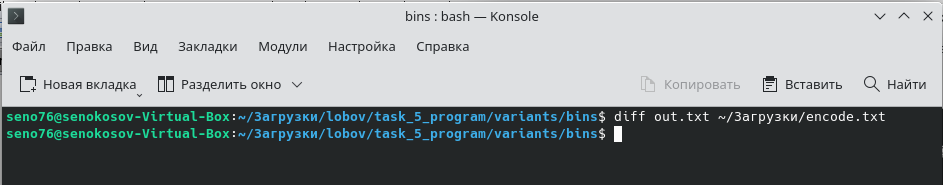 bins : bash — Konsole
Файл Правка Вид Закладки Модули Настройка Справка
Новая вкладка Разделить окно Копировать Вставить Найти
seno76@senokosov-Virtual-Box:~/Загрузки/lobov/task_5_program/variants/bins$ diff out.txt ~/Загрузки/encode.txt
seno76@senokosov-Virtual-Box:~/Загрузки/lobov/task_5_program/variants/bins$